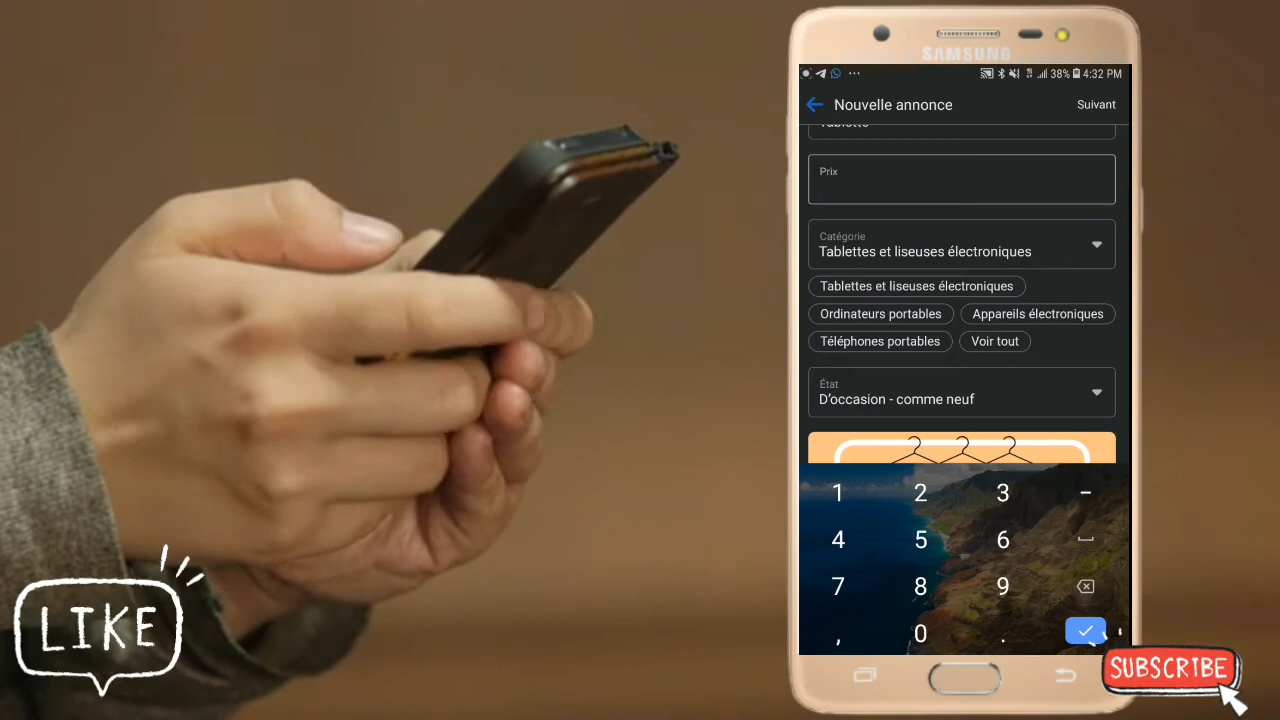 SAMSUNG
38% 4:32 PM
Nouvelle annonce
Suivant
Tablette
Prix
Catégorie
Tablettes et liseuses électroniques
Tablettes et liseuses électroniques
Ordinateurs portables
Appareils électroniques
Téléphones portables
Voir tout
État
D'occasion - comme neuf
1 2 3 -
4 5 6
7 8 9
, 0 .
LIKE
SUBSCRIBE